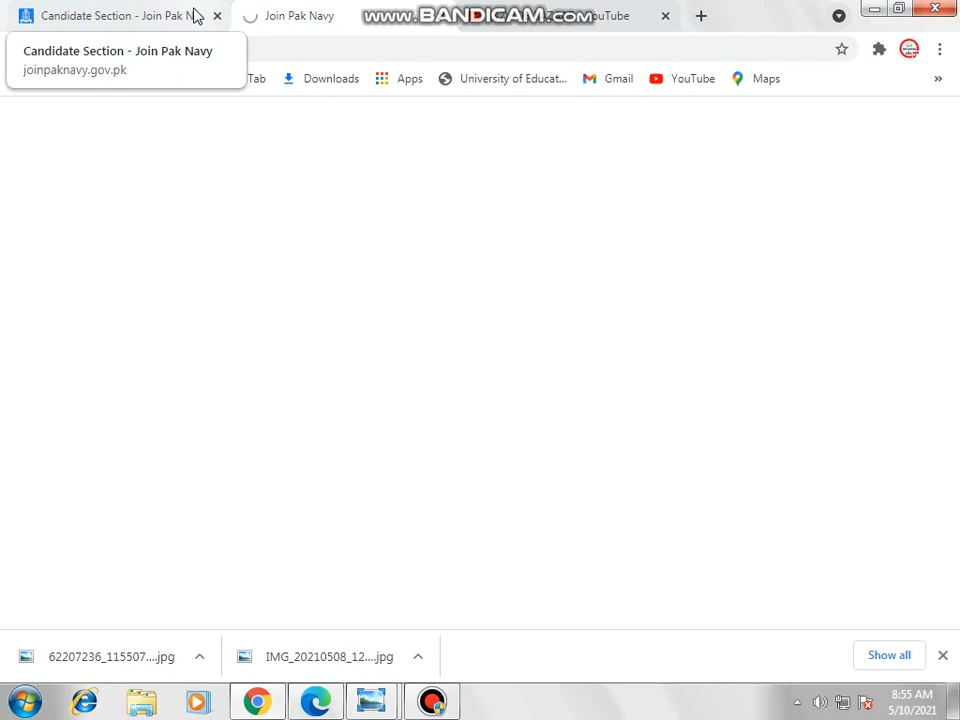 Candidate Section - Join Pak N
Join Pak Navy
www.BANDICAM.com
ouTube
Candidate Section - Join Pak Navy
joinpaknavy.gov.pk
Tab
Downloads
Apps
University of Educat...
Gmail
YouTube
Maps
»
62207236_115507....jpg
IMG_20210508_12....jpg
Show all
8:55 AM
5/10/2021